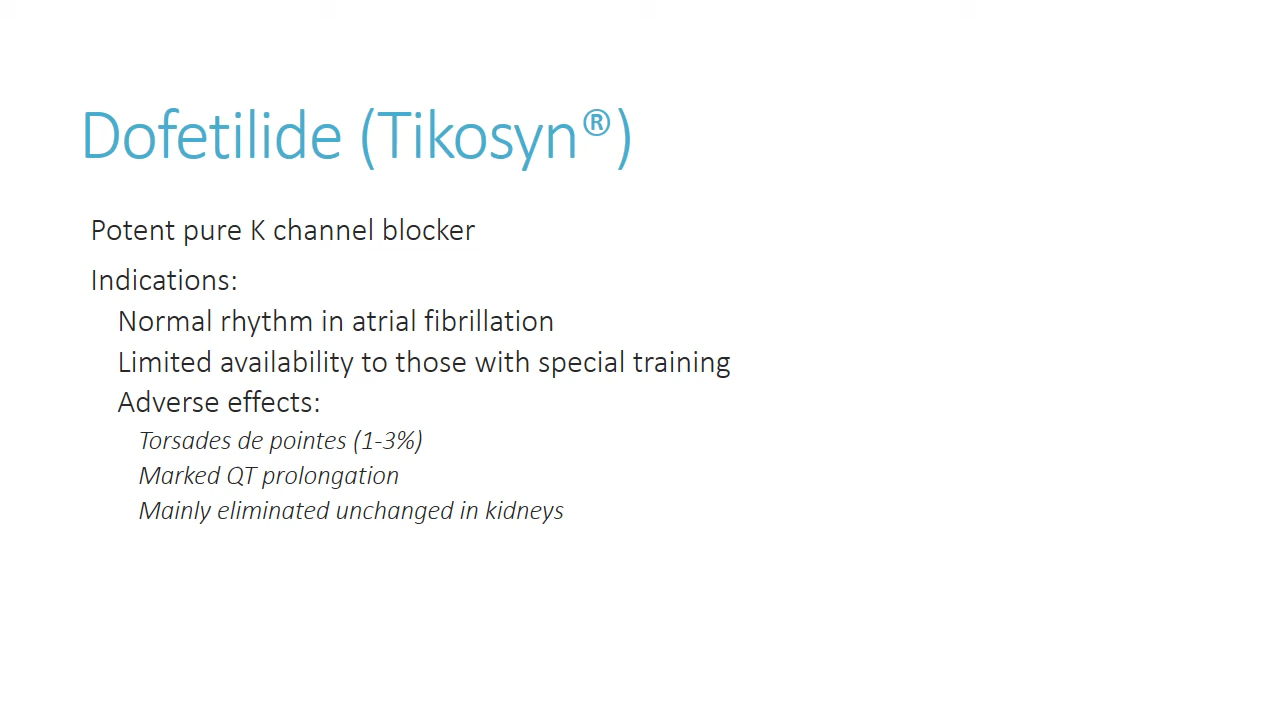 Dofetilide (Tikosyn®)
Potent pure K channel blocker
Indications:
Normal rhythm in atrial fibrillation
Limited availability to those with special training
Adverse effects:
Torsades de pointes (1-3%)
Marked QT prolongation
Mainly eliminated unchanged in kidneys